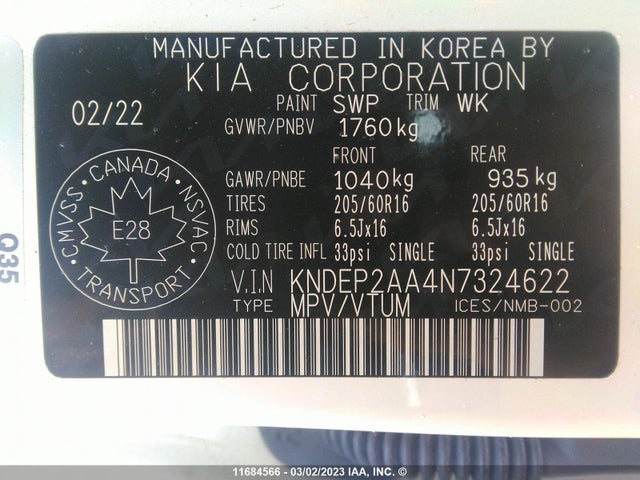 MANUFACTURED IN KOREA BY
KIA CORPORATION
02/22 PAINT SWP TRIM WK
GVWR/PNBV 1760kg
FRONT REAR
GAWR/PNBE 1040kg 935kg
TIRES 205/60R16 205/60R16
RIMS 6.5Jx16 6.5Jx16
COLD TIRE INFL 33psi SINGLE 33psi SINGLE
V.I.N KNDEP2AA4N7324622
TYPE MPV/VTUM ICES/NMB-002
CMVSS · CANADA · NSVAC
E28
TRANSPORT
Q35
11684566 - 03/02/2023 IAA, Inc.